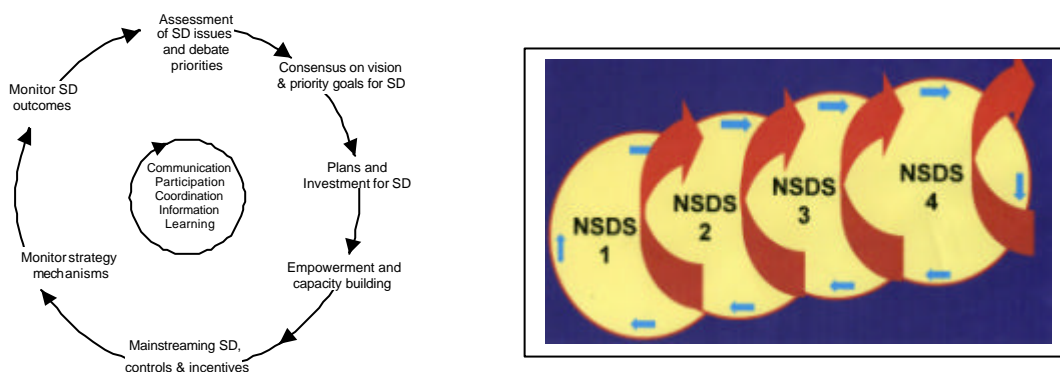 Assessment
of SD issues
and debate
priorities
Consensus on vision
& priority goals for SD
Plans and
Investment for SD
Empowerment and
capacity building
Mainstreaming SD,
controls & incentives
Monitor strategy
mechanisms
Monitor SD
outcomes
Communication
Participation
Coordination
Information
Learning
NSDS
1
NSDS
2
NSDS
3
NSDS
4